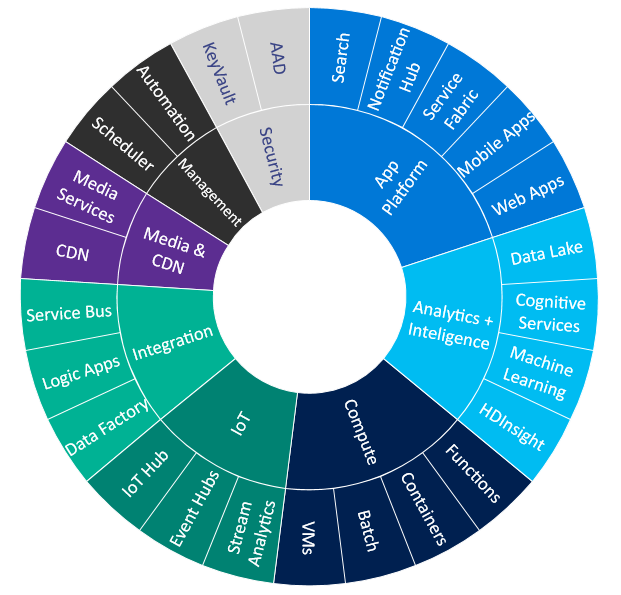 Search
Notification
Hub
Service
Fabric
Mobile Apps
Web Apps
App
Platform
Data Lake
Cognitive
Services
Machine
Learning
HDInsight
Analytics +
Inteligence
Functions
Containers
Batch
VMs
Compute
Stream
Analytics
Event Hubs
IoT Hub
IoT
Data Factory
Logic Apps
Service Bus
Integration
CDN
Media
Services
Media &
CDN
Scheduler
Automation
Management
KeyVault
AAD
Security